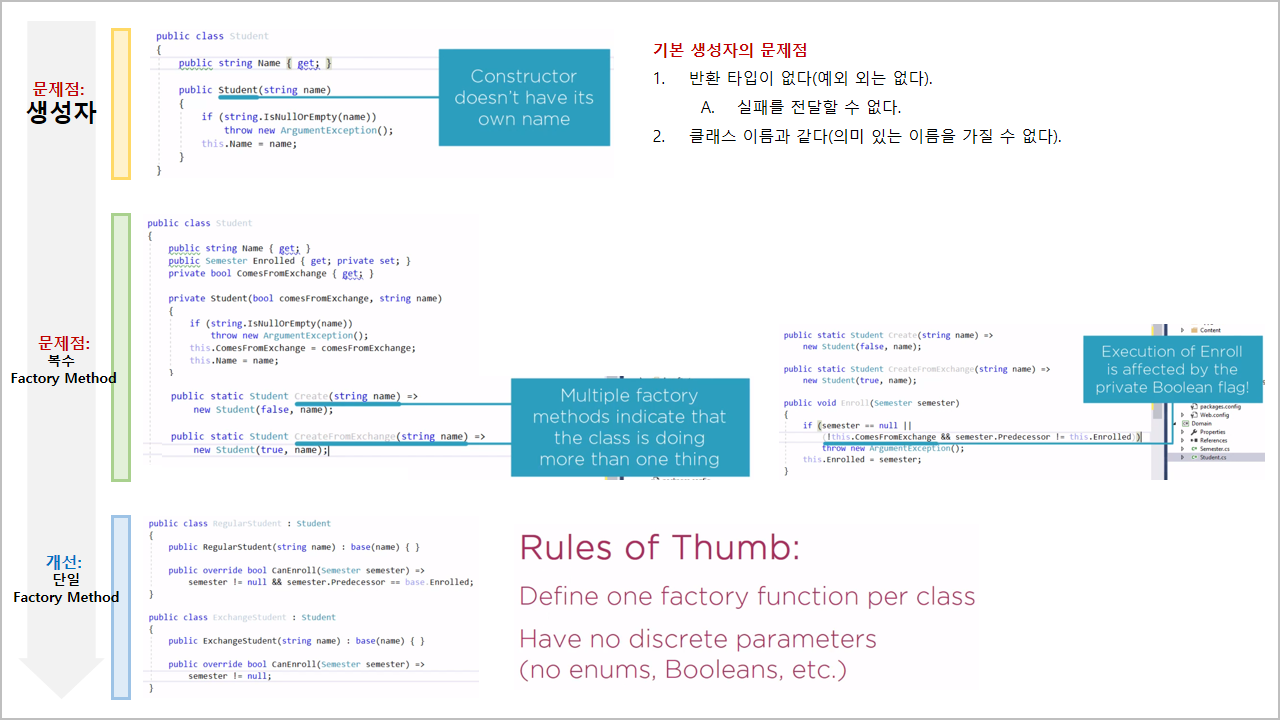 문제점:
생성자
public class Student
{
public string Name { get; }
public Student(string name)
{
if (string.IsNullOrEmpty(name))
throw new ArgumentException();
this.Name = name;
}
}
Constructor
doesn't have its
own name
기본 생성자의 문제점
1. 반환 타입이 없다(예외 외는 없다).
A. 실패를 전달할 수 없다.
2. 클래스 이름과 같다(의미 있는 이름을 가질 수 없다).
문제점:
복수
Factory Method
public class Student
{
public string Name { get; }
public Semester Enrolled { get; private set; }
private bool ComesFromExchange { get; }
private Student(bool comesFromExchange, string name)
{
if (string.IsNullOrEmpty(name))
throw new ArgumentException();
this.ComesFromExchange = comesFromExchange;
this.Name = name;
}
public static Student Create(string name) =>
new Student(false, name);
public static Student CreateFromExchange(string name) =>
new Student(true, name);
Multiple factory
methods indicate that
the class is doing
more than one thing
public static Student Create(string name) =>
new Student(false, name);
public static Student CreateFromExchange(string name) =>
new Student(true, name);
public void Enroll(Semester semester)
{
if (semester == null ||
(!this.ComesFromExchange && semester.Predecessor != this.Enrolled))
throw new ArgumentException();
this.Enrolled = semester;
}
Execution of Enroll
is affected by the
private Boolean flag!
Content
packages.config
Web.config
Domain
Properties
References
Semester.cs
Student.cs
개선:
단일
Factory Method
public class RegularStudent : Student
{
public RegularStudent(string name) : base(name) { }
public override bool CanEnroll(Semester semester) =>
semester != null && semester.Predecessor == base.Enrolled;
}
public class ExchangeStudent : Student
{
public ExchangeStudent(string name) : base(name) { }
public override bool CanEnroll(Semester semester) =>
semester != null;
}
Rules of Thumb:
Define one factory function per class
Have no discrete parameters
(no enums, Booleans, etc.)